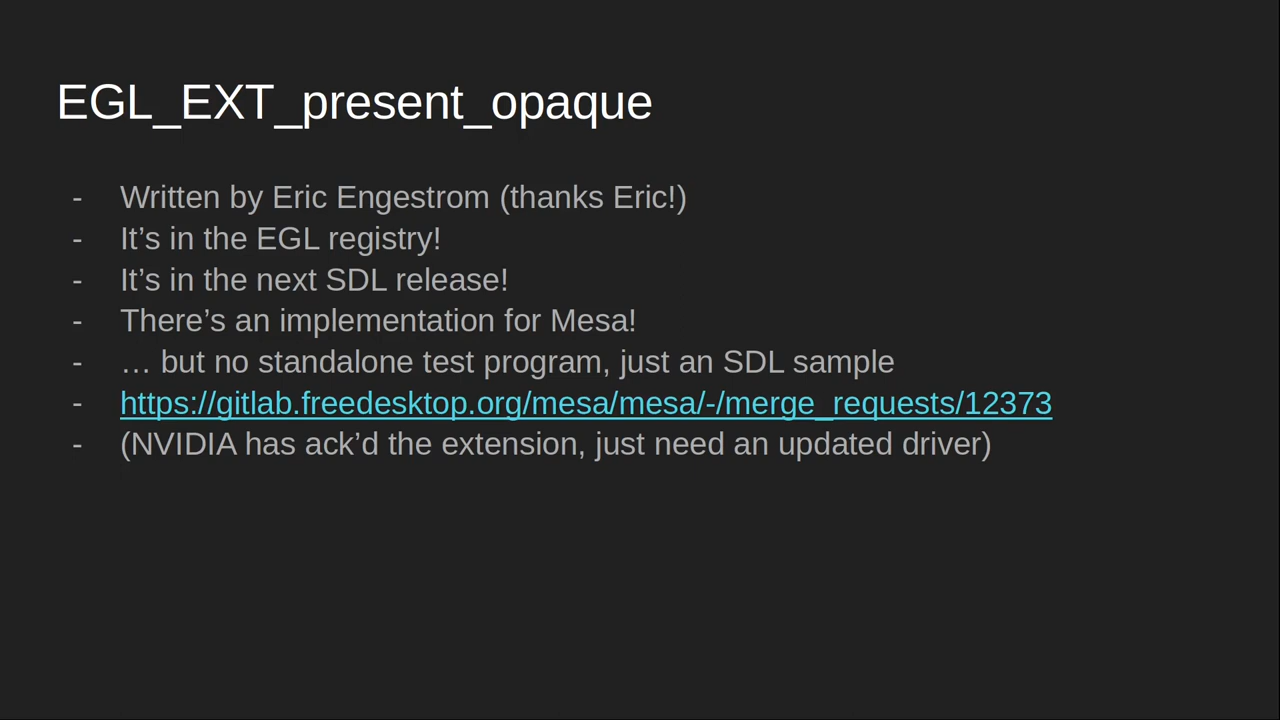 EGL_EXT_present_opaque
- Written by Eric Engestrom (thanks Eric!)
- It’s in the EGL registry!
- It’s in the next SDL release!
- There’s an implementation for Mesa!
- … but no standalone test program, just an SDL sample
- https://gitlab.freedesktop.org/mesa/mesa/-/merge_requests/12373
- (NVIDIA has ack’d the extension, just need an updated driver)